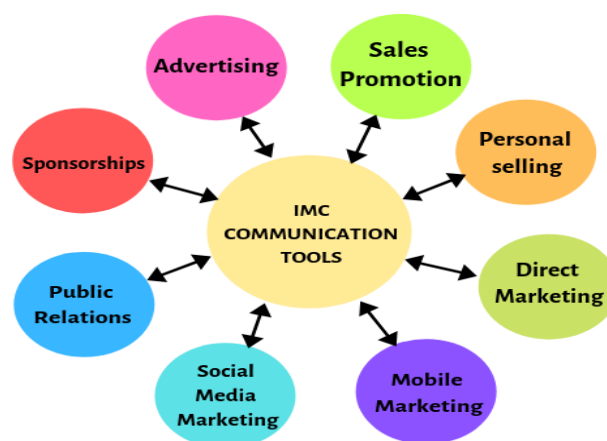 Advertising
Sales
Promotion
Sponsorships
Personal
selling
IMC
COMMUNICATION
TOOLS
Public
Relations
Direct
Marketing
Social
Media
Marketing
Mobile
Marketing